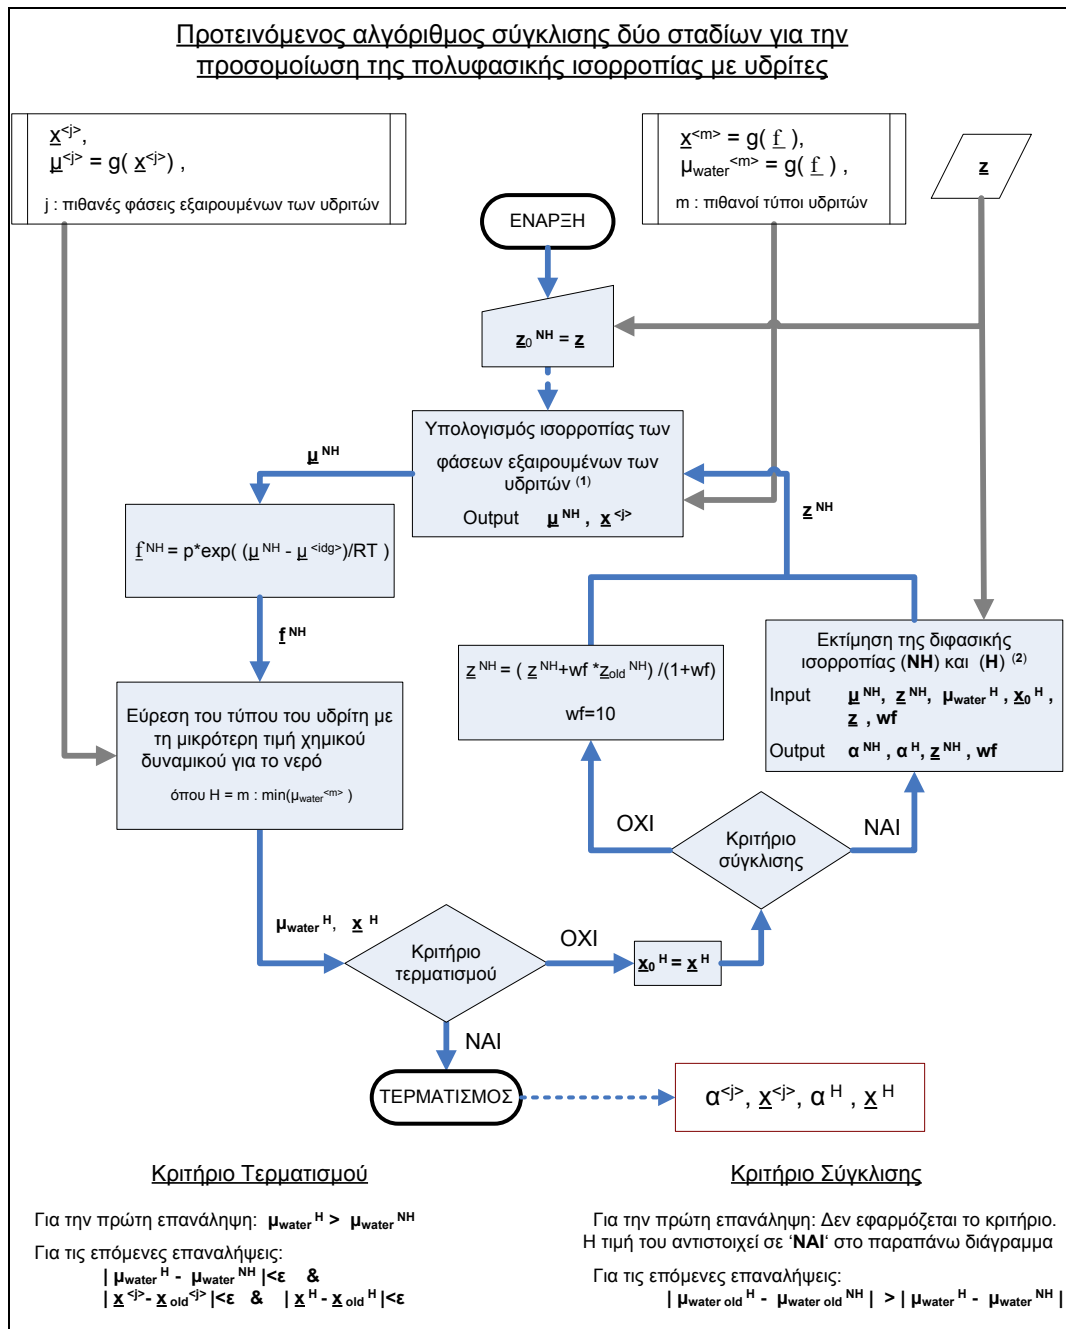 Προτεινόμενος αλγόριθμος σύγκλισης δύο σταδίων για την
προσομοίωση της πολυφασικής ισορροπίας με υδρίτες
x<j>,
μ<j> = g( x<j>) ,
j : πιθανές φάσεις εξαιρουμένων των υδριτών
x<m> = g( f ),
μwater<m> = g( f ) ,
m : πιθανοί τύποι υδριτών
z
ΕΝΑΡΞΗ
z0 NH = z
Υπολογισμός ισορροπίας των
φάσεων εξαιρουμένων των
υδριτών (1)
Output μ NH , x <j>
μ NH
z NH
f NH = p*exp( (μ NH - μ <idg>)/RT )
f NH
Εύρεση του τύπου του υδρίτη με
τη μικρότερη τιμή χημικού
δυναμικού για το νερό
όπου H = m : min(μwater<m> )
z NH = ( z NH+wf *zold NH) /(1+wf)
wf=10
Εκτίμηση της διφασικής
ισορροπίας (NH) και (H) (2)
Input μ NH, z NH, μwater H , x0 H ,
z , wf
Output α NH , α H, z NH , wf
ΟΧΙ
Κριτήριο
σύγκλισης
ΝΑΙ
μwater H, x H
Κριτήριο
τερματισμού
ΟΧΙ
x0 H = x H
ΝΑΙ
ΤΕΡΜΑΤΙΣΜΟΣ
α<j>, x<j>, α H , x H
Κριτήριο Τερματισμού
Για την πρώτη επανάληψη: μwater H > μwater NH
Για τις επόμενες επαναλήψεις:
| μwater H - μwater NH |<ε &
| x <j>- x old<j>|<ε & | x H - x old H|<ε
Κριτήριο Σύγκλισης
Για την πρώτη επανάληψη: Δεν εφαρμόζεται το κριτήριο.
Η τιμή του αντιστοιχεί σε ‘ΝΑΙ‘ στο παραπάνω διάγραμμα
Για τις επόμενες επαναλήψεις:
| μwater old H - μwater old NH | > | μwater H - μwater NH |